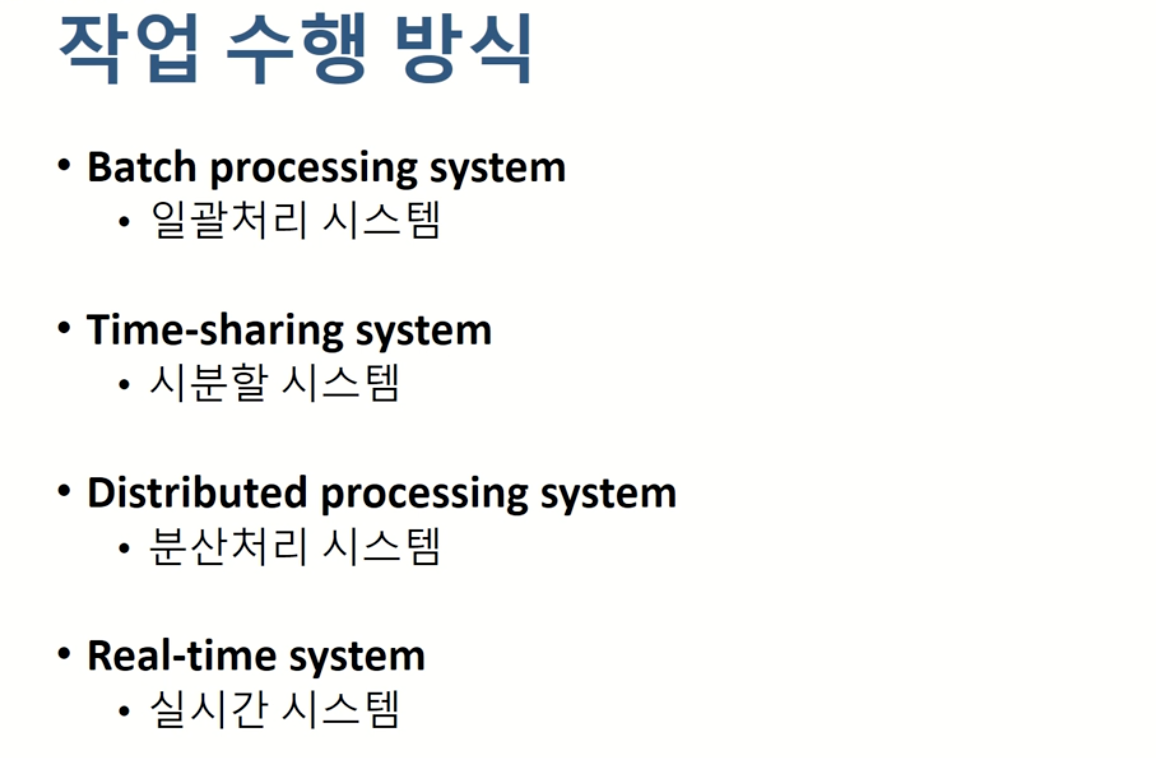 작업 수행 방식
• Batch processing system
• 일괄처리 시스템
• Time-sharing system
• 시분할 시스템
• Distributed processing system
• 분산처리 시스템
• Real-time system
• 실시간 시스템